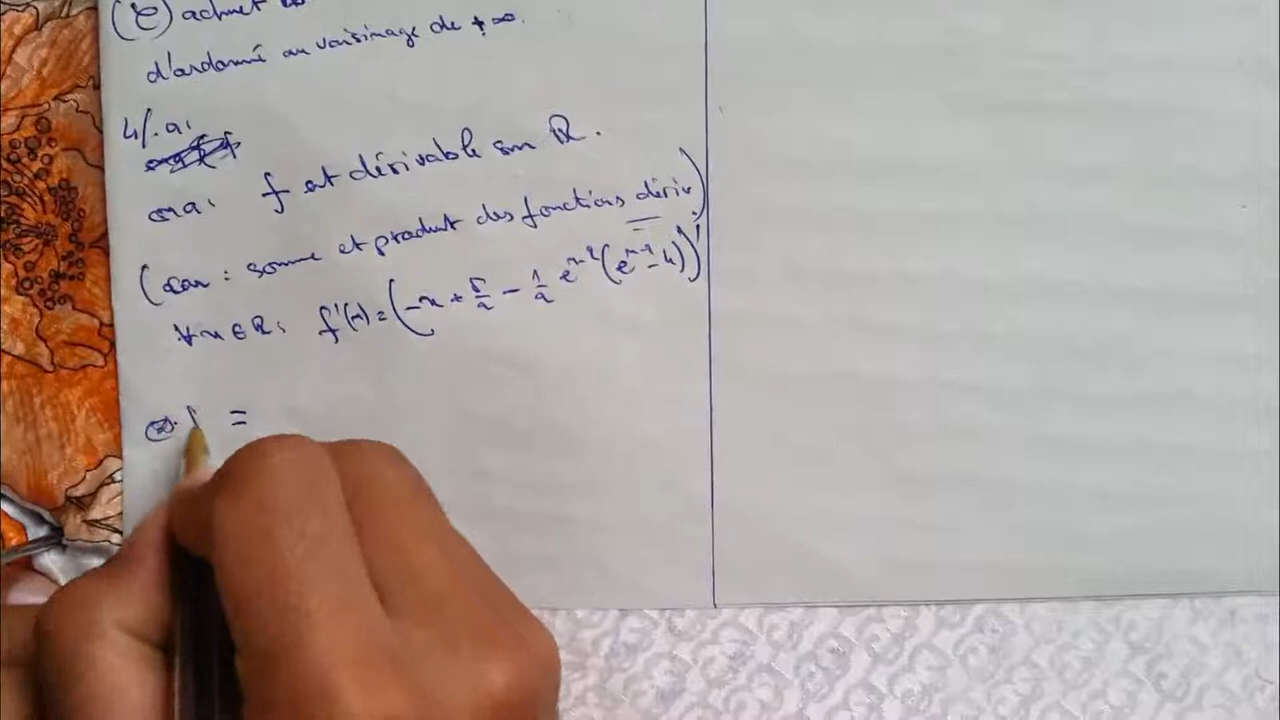 (C) admet
d'ordonné au voisinage de +∞.
4/. a.
on a: f est dérivable sur ℝ.
(car : somme et produit des fonctions dériv)
∀x∈ℝ: f'(x) = (-x + 5/2 - 1/2 e^{x-2}(e^{x-2} - 4))'
=